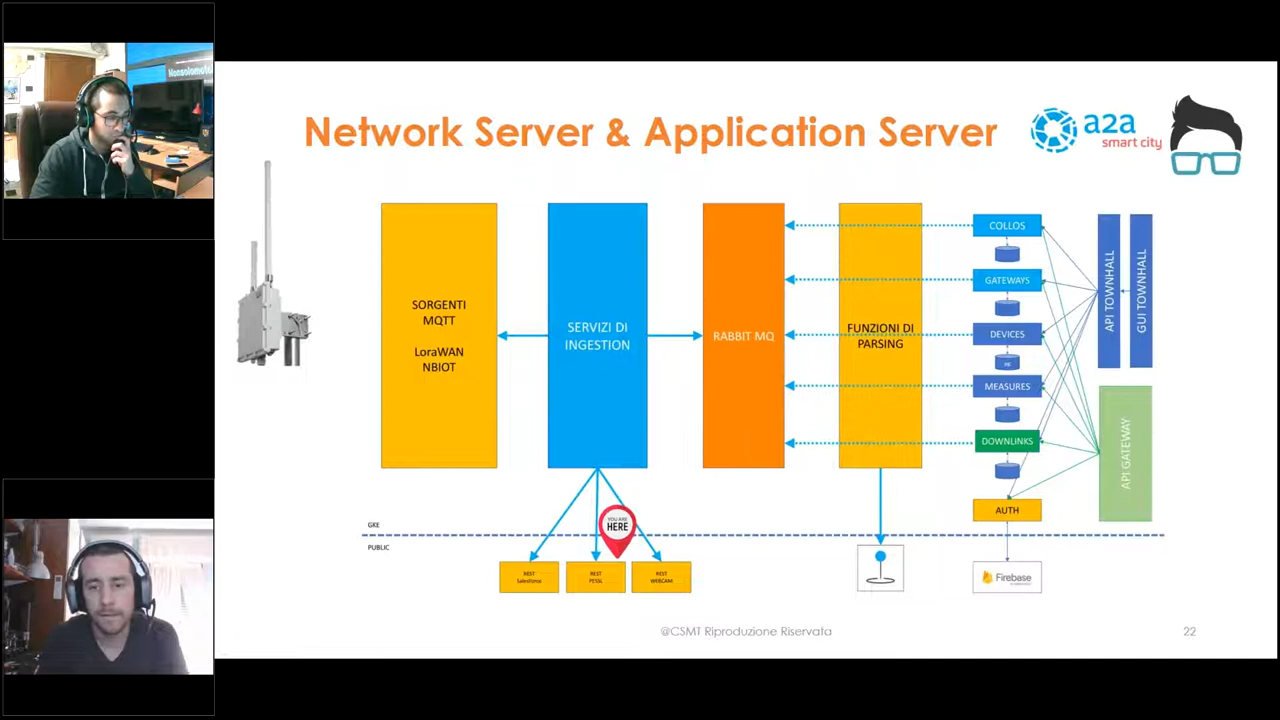 Nonsolomoto
Network Server & Application Server
a2a
smart city
SORGENTI
MQTT
LoraWAN
NBIOT
SERVIZI DI
INGESTION
RABBIT MQ
FUNZIONI DI
PARSING
COLLOS
GATEWAYS
DEVICES
MEASURES
DOWNLINKS
AUTH
API TOWNHALL
GUI TOWNHALL
API GATEWAY
GKE
PUBLIC
YOU ARE
HERE
REST
Salesforce
REST
PESSL
REST
WEBCAM
Firebase
@CSMT Riproduzione Riservata
22